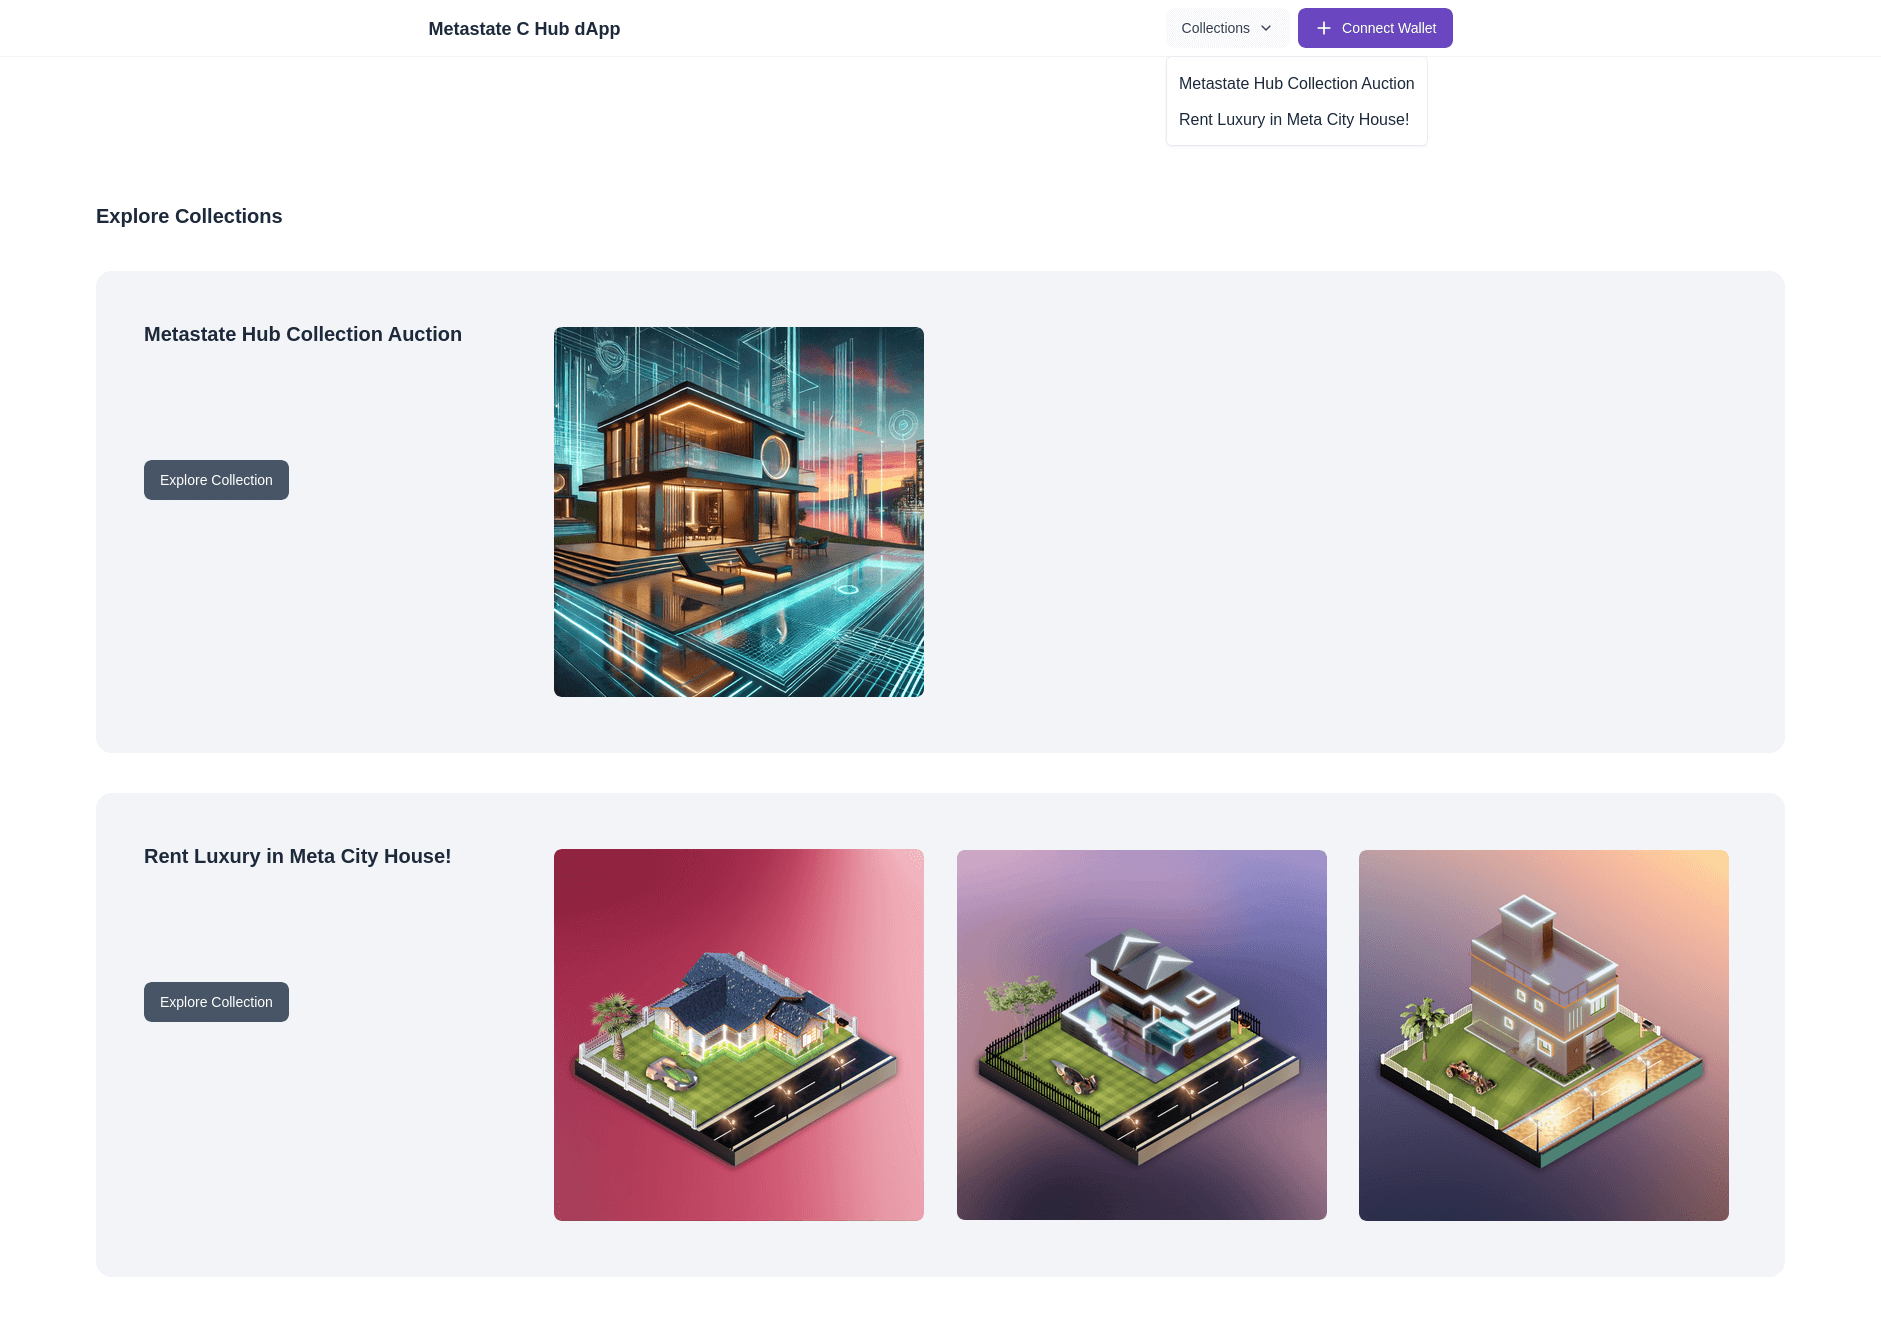 Metastate C Hub dApp
Collections
Connect Wallet
Metastate Hub Collection Auction
Rent Luxury in Meta City House!
Explore Collections
Metastate Hub Collection Auction
Explore Collection
Rent Luxury in Meta City House!
Explore Collection